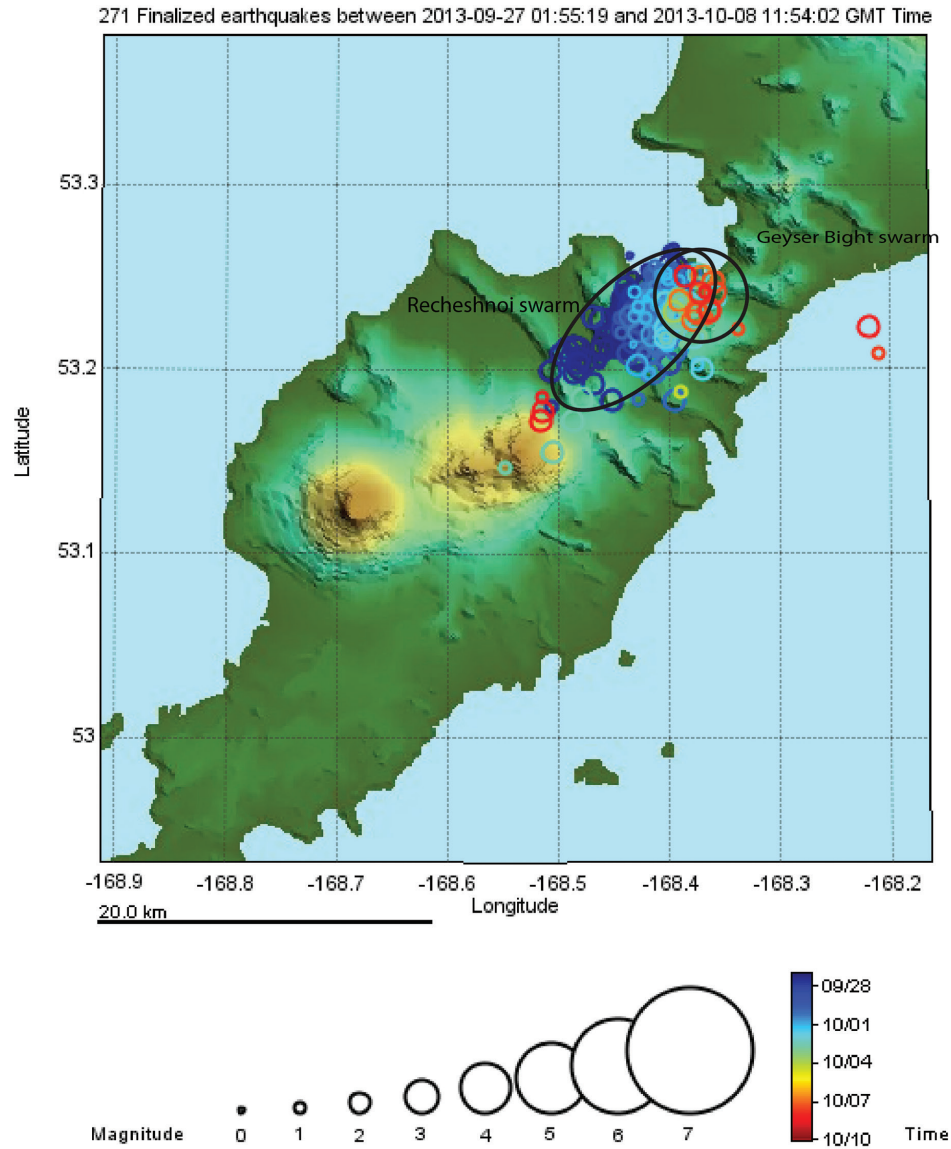 271 Finalized earthquakes between 2013-09-27 01:55:19 and 2013-10-08 11:54:02 GMT Time
53.3
Geyser Bight swarm
Recheshnoi swarm
53.2
Latitude
53.1
53
-168.9 -168.8 -168.7 -168.6 -168.5 -168.4 -168.3 -168.2
Longitude
20.0 km
09/28
10/01
10/04
10/07
10/10
Magnitude 0 1 2 3 4 5 6 7 Time